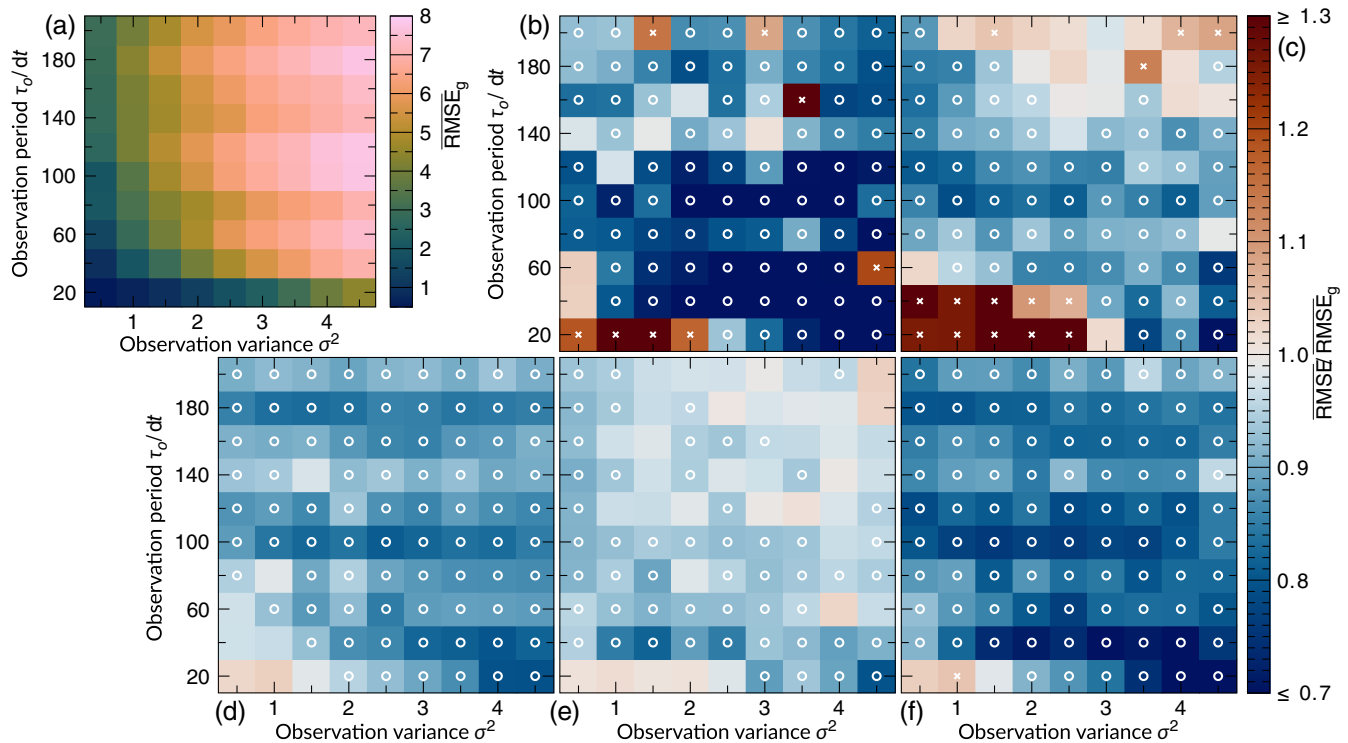 (a)
Observation period τo/dt
180
140
100
60
20
1 2 3 4
Observation variance σ²
8
7
6
5
4
3
2
1
RMSEg
(b)
Observation period τo/dt
180
140
100
60
20
(c)
≥ 1.3
1.2
1.1
1.0
0.9
0.8
≤ 0.7
RMSE/RMSEg
Observation period τo/dt
180
140
100
60
20
1 2 3 4
1 2 3 4
1 2 3 4
(d) Observation variance σ²
(e) Observation variance σ²
(f) Observation variance σ²